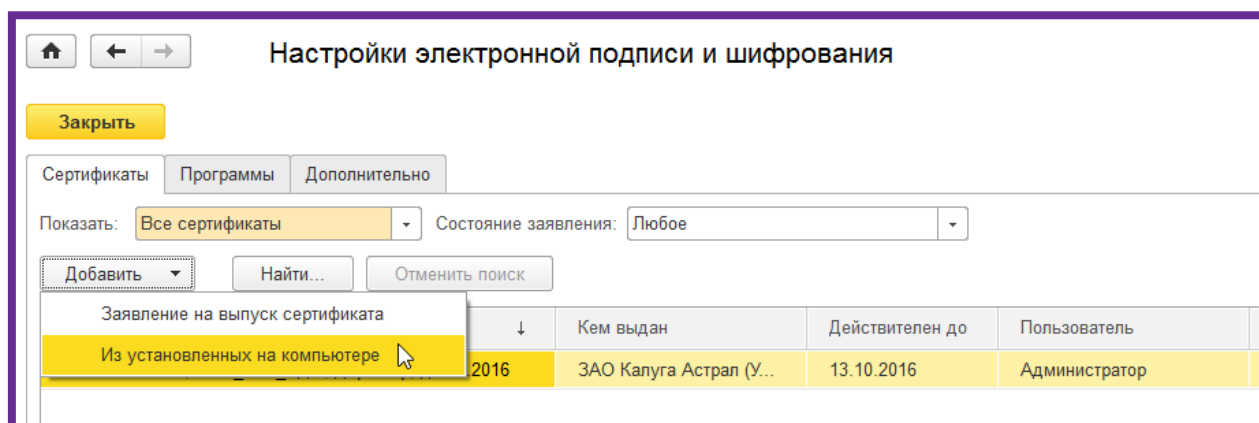 Настройки электронной подписи и шифрования
Закрыть
Сертификаты Программы Дополнительно
Показать: Все сертификаты Состояние заявления: Любое
Добавить Найти... Отменить поиск
Заявление на выпуск сертификата
Кем выдан Действителен до Пользователь
Из установленных на компьютере
.2016 ЗАО Калуга Астрал (У... 13.10.2016 Администратор